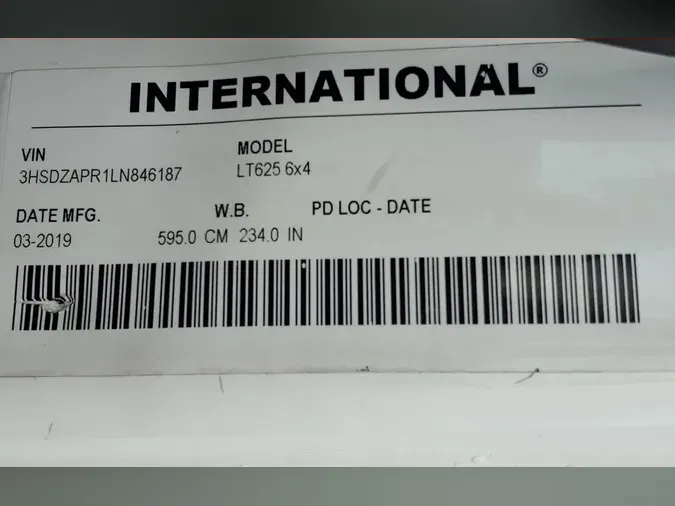 INTERNATIONAL®
VIN MODEL
3HSDZAPR1LN846187 LT625 6x4
DATE MFG. W.B. PD LOC - DATE
03-2019 595.0 CM 234.0 IN